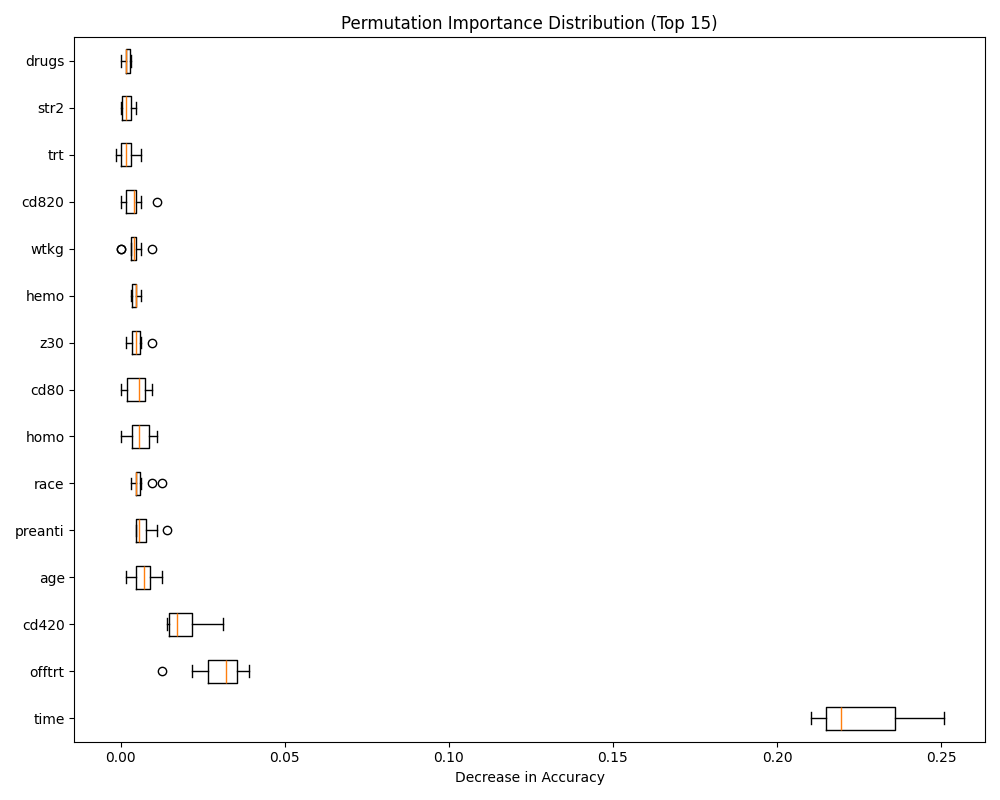 Permutation Importance Distribution (Top 15)
drugs
str2
trt
cd820
wtkg
hemo
z30
cd80
homo
race
preanti
age
cd420
offtrt
time
0.00 0.05 0.10 0.15 0.20 0.25
Decrease in Accuracy